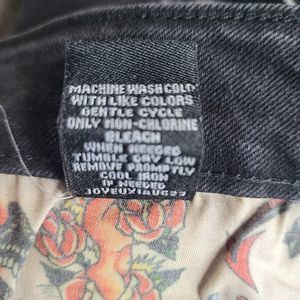 MACHINE WASH COLD
WITH LIKE COLORS
GENTLE CYCLE
ONLY NON-CHLORINE
BLEACH
WHEN NEEDED
TUMBLE DRY LOW
REMOVE PROMPTLY
COOL IRON
IF NEEDED